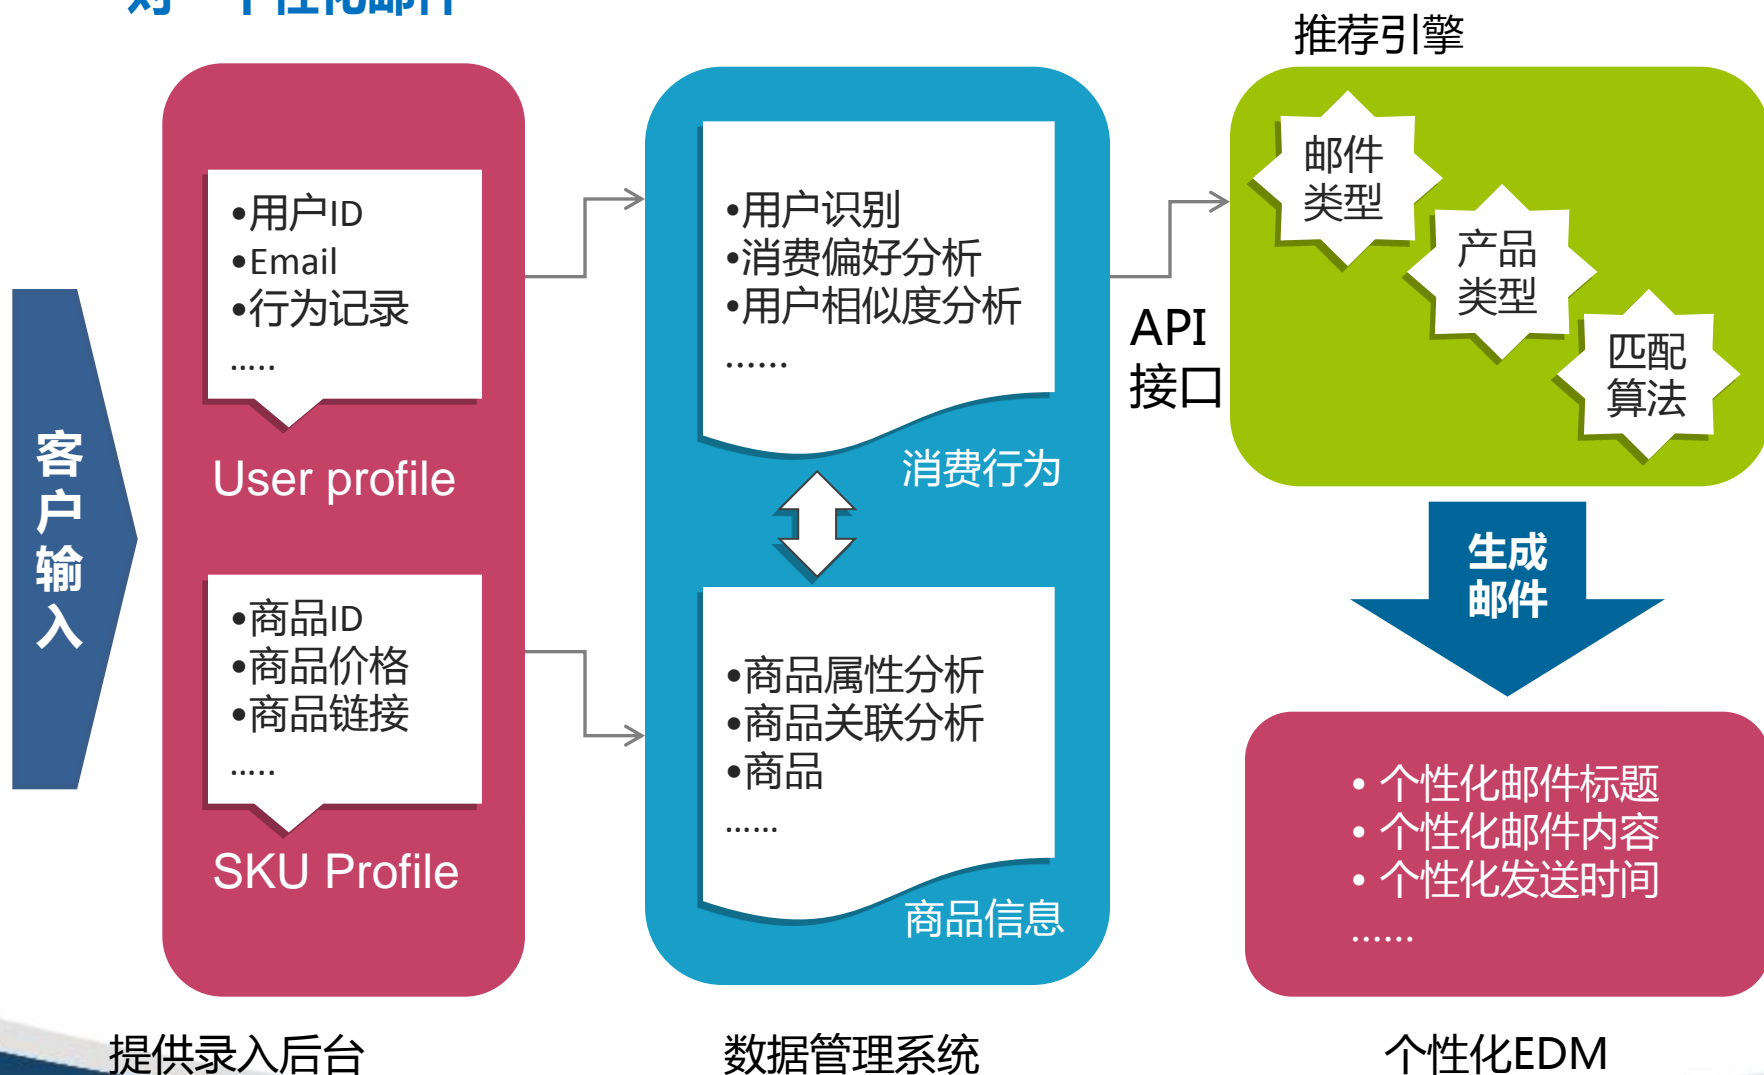 个性化邮件
推荐引擎
客户输入
•用户ID
•Email
•行为记录
.....
User profile
•商品ID
•商品价格
•商品链接
.....
SKU Profile
提供录入后台
•用户识别
•消费偏好分析
•用户相似度分析
......
消费行为
•商品属性分析
•商品关联分析
•商品
......
商品信息
数据管理系统
API
接口
邮件
类型
产品
类型
匹配
算法
生成
邮件
• 个性化邮件标题
• 个性化邮件内容
• 个性化发送时间
......
个性化EDM